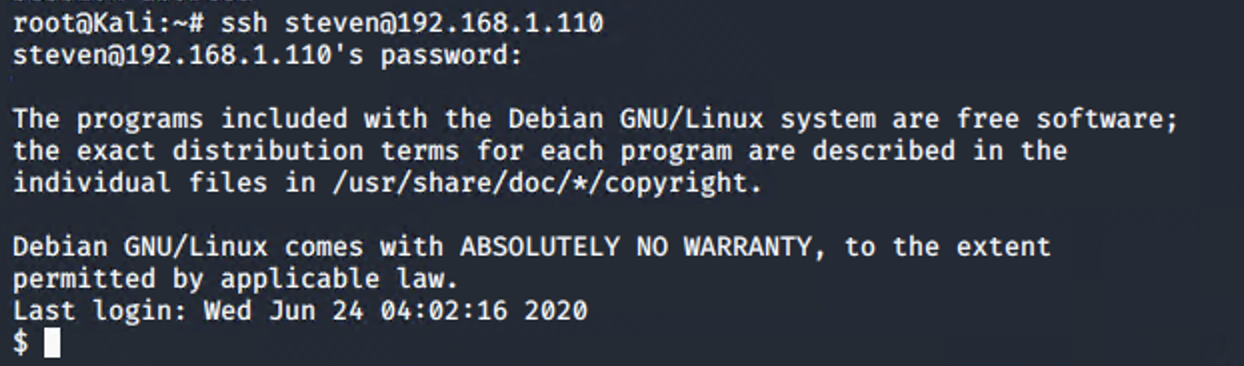 root@Kali:~# ssh steven@192.168.1.110
steven@192.168.1.110's password:
The programs included with the Debian GNU/Linux system are free software;
the exact distribution terms for each program are described in the
individual files in /usr/share/doc/*/copyright.
Debian GNU/Linux comes with ABSOLUTELY NO WARRANTY, to the extent
permitted by applicable law.
Last login: Wed Jun 24 04:02:16 2020
$